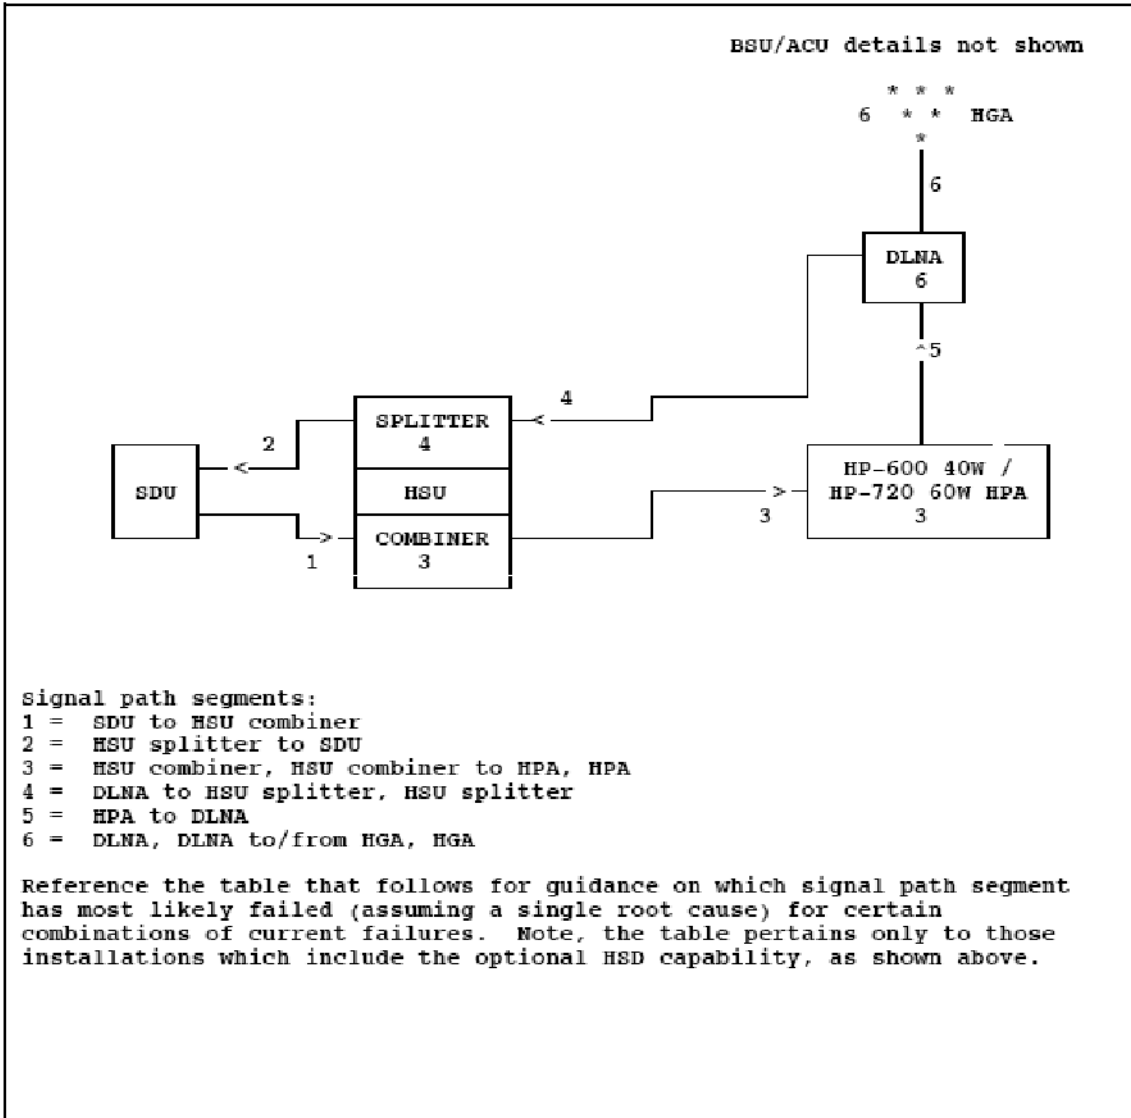 BSU/ACU details not shown
* * *
6 * * HGA
*
6
DLNA
6
^5
4
SPLITTER
4
<
2
<
HP-600 40W /
HP-720 60W HPA
3
SDU
HSU
>
3
>
1
COMBINER
3
Signal path segments:
1 = SDU to HSU combiner
2 = HSU splitter to SDU
3 = HSU combiner, HSU combiner to HPA, HPA
4 = DLNA to HSU splitter, HSU splitter
5 = HPA to DLNA
6 = DLNA, DLNA to/from HGA, HGA
Reference the table that follows for guidance on which signal path segment
has most likely failed (assuming a single root cause) for certain
combinations of current failures. Note, the table pertains only to those
installations which include the optional HSD capability, as shown above.